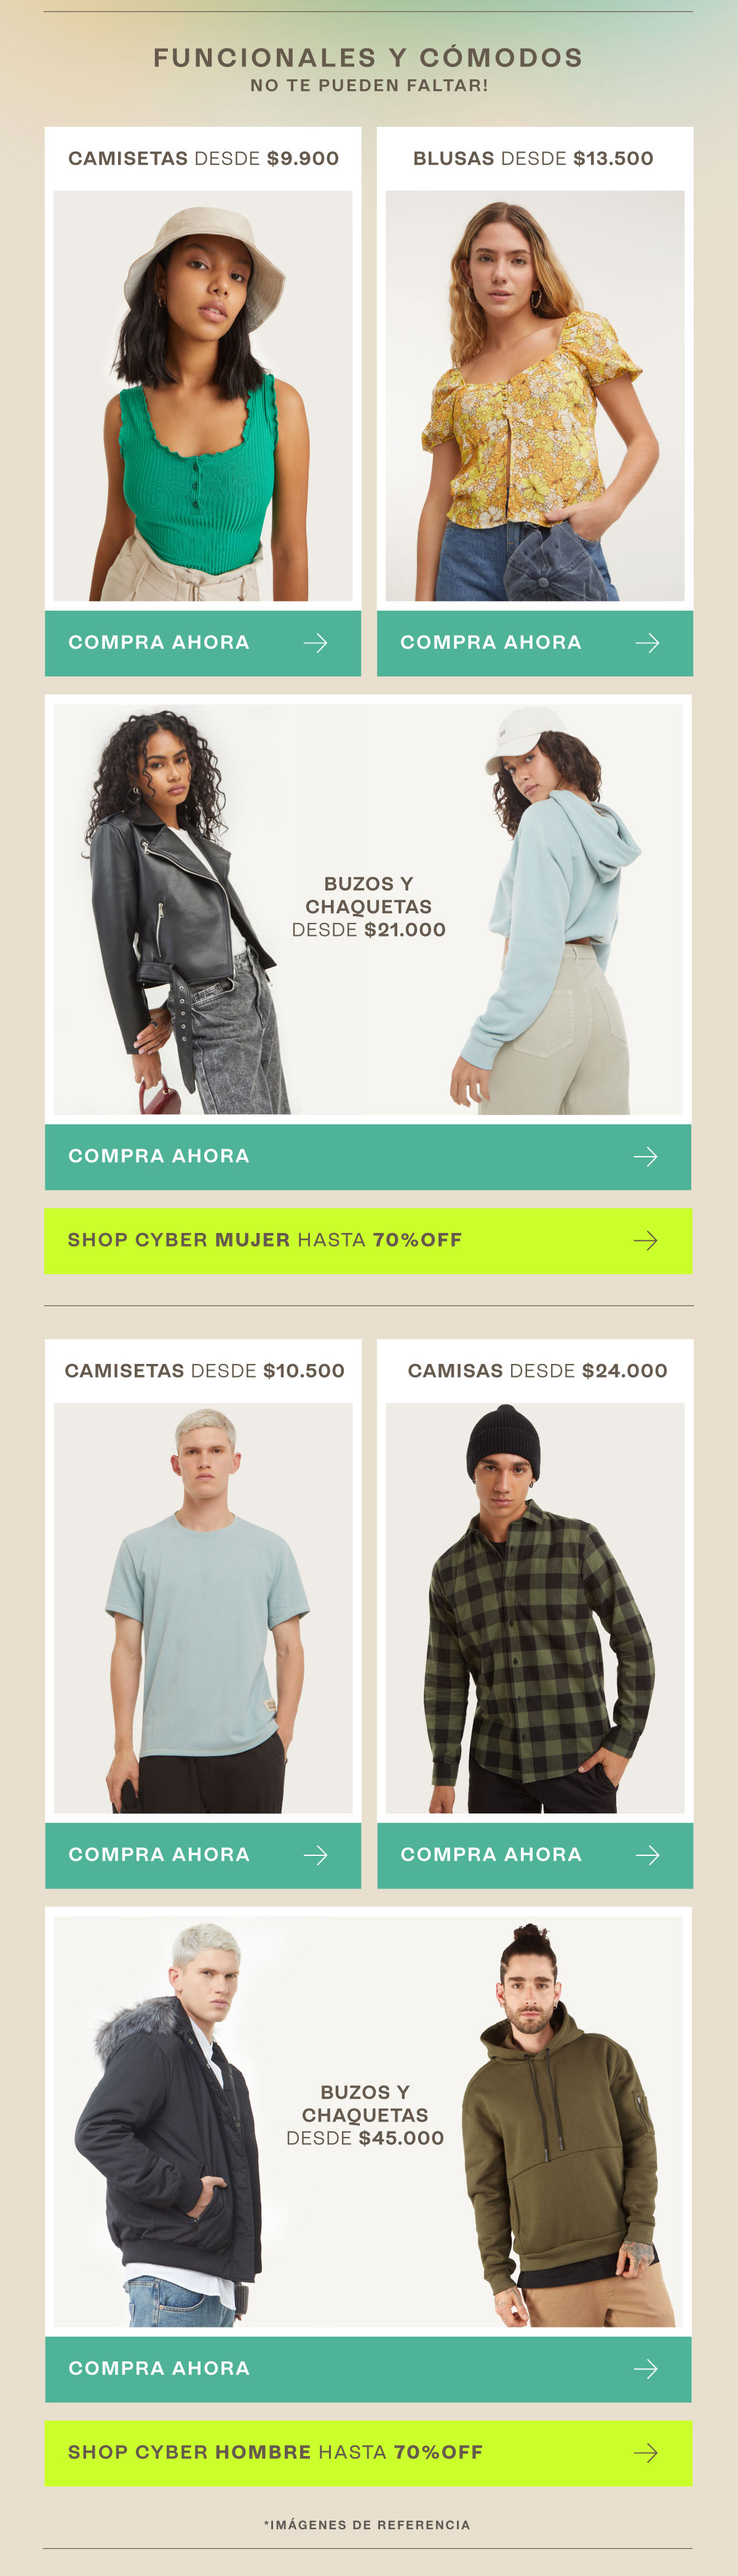 FUNCIONALES Y CÓMODOS
NO TE PUEDEN FALTAR!
CAMISETAS DESDE $9.900
BLUSAS DESDE $13.500
COMPRA AHORA
COMPRA AHORA
BUZOS Y
CHAQUETAS
DESDE $21.000
COMPRA AHORA
SHOP CYBER MUJER HASTA 70%OFF
CAMISETAS DESDE $10.500
CAMISAS DESDE $24.000
COMPRA AHORA
COMPRA AHORA
BUZOS Y
CHAQUETAS
DESDE $45.000
COMPRA AHORA
SHOP CYBER HOMBRE HASTA 70%OFF
*IMÁGENES DE REFERENCIA